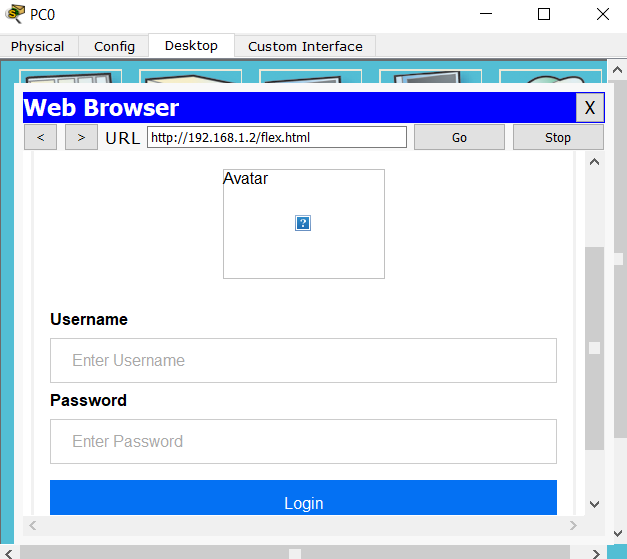 PC0
Physical Config Desktop Custom Interface
Web Browser X
< > URL http://192.168.1.2/flex.html Go Stop
Avatar
?
Username
Enter Username
Password
Enter Password
Login